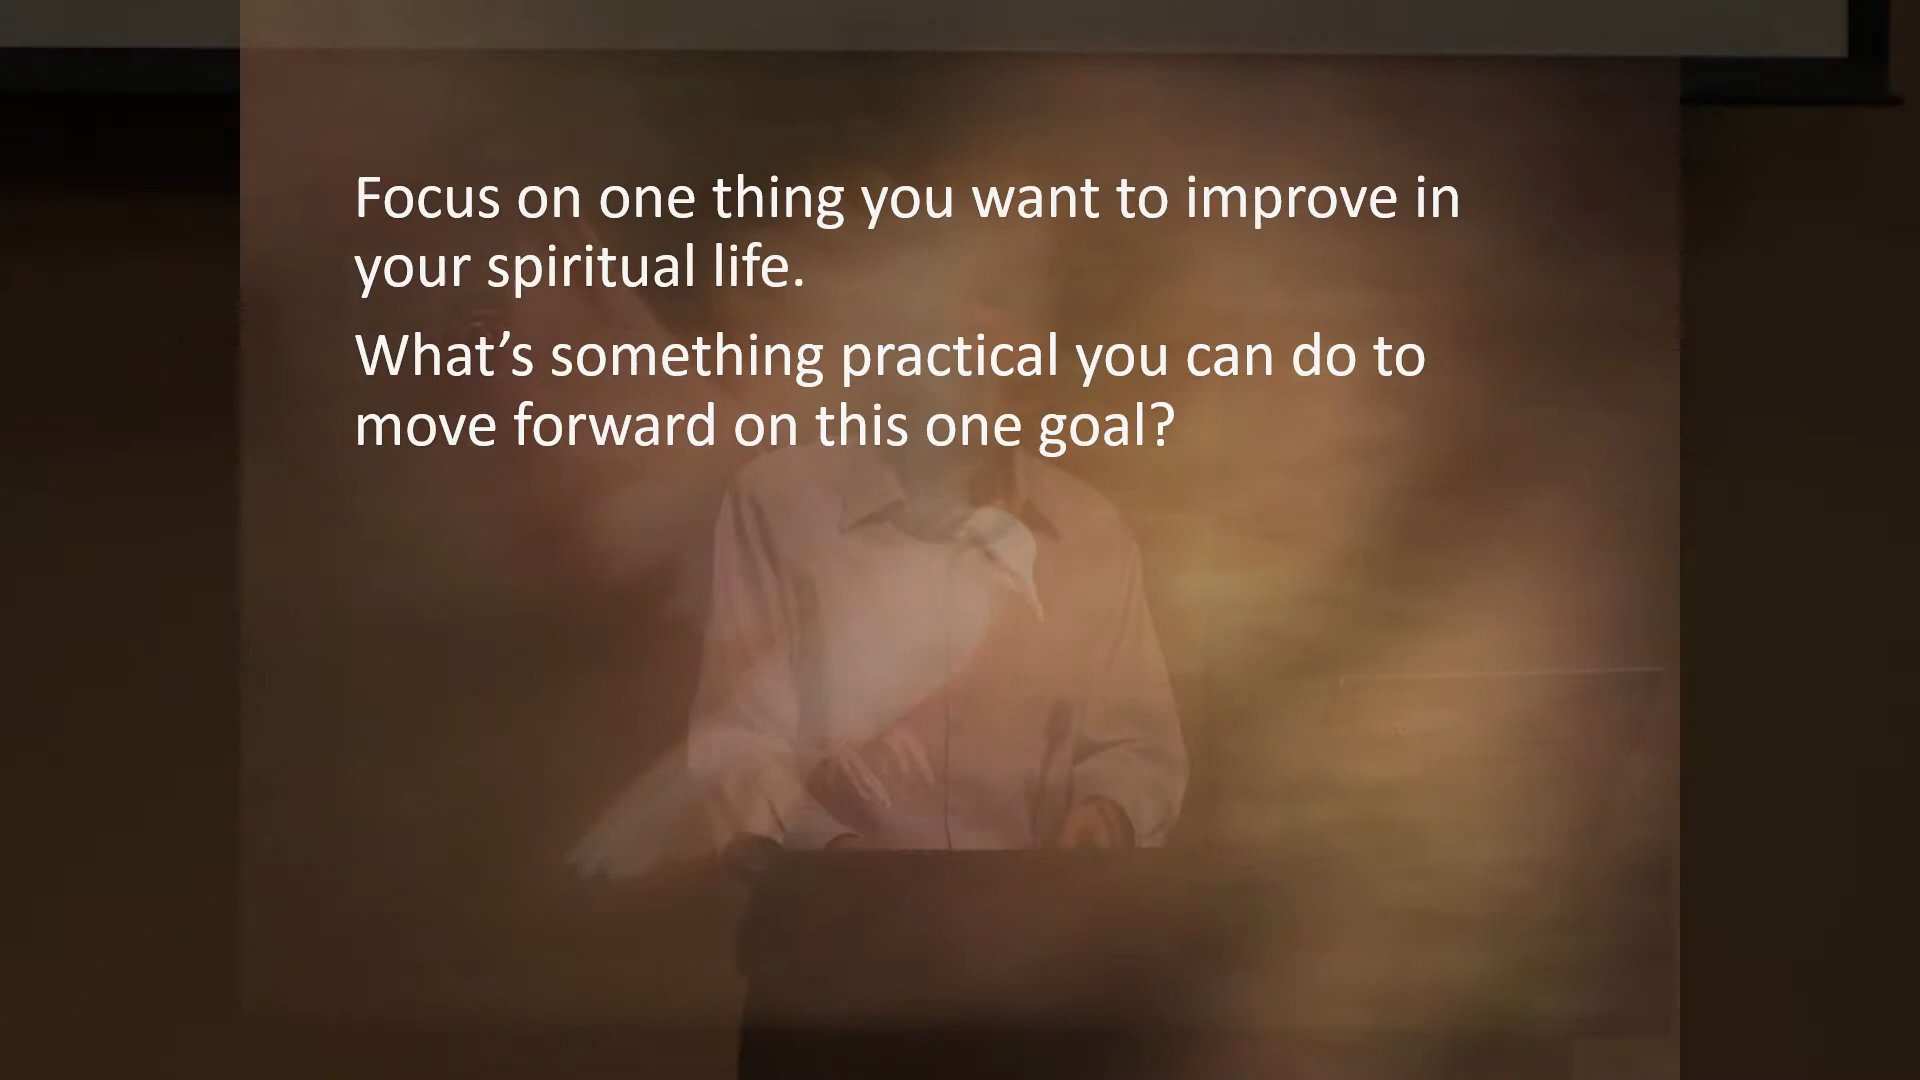 Focus on one thing you want to improve in
your spiritual life.
What’s something practical you can do to
move forward on this one goal?